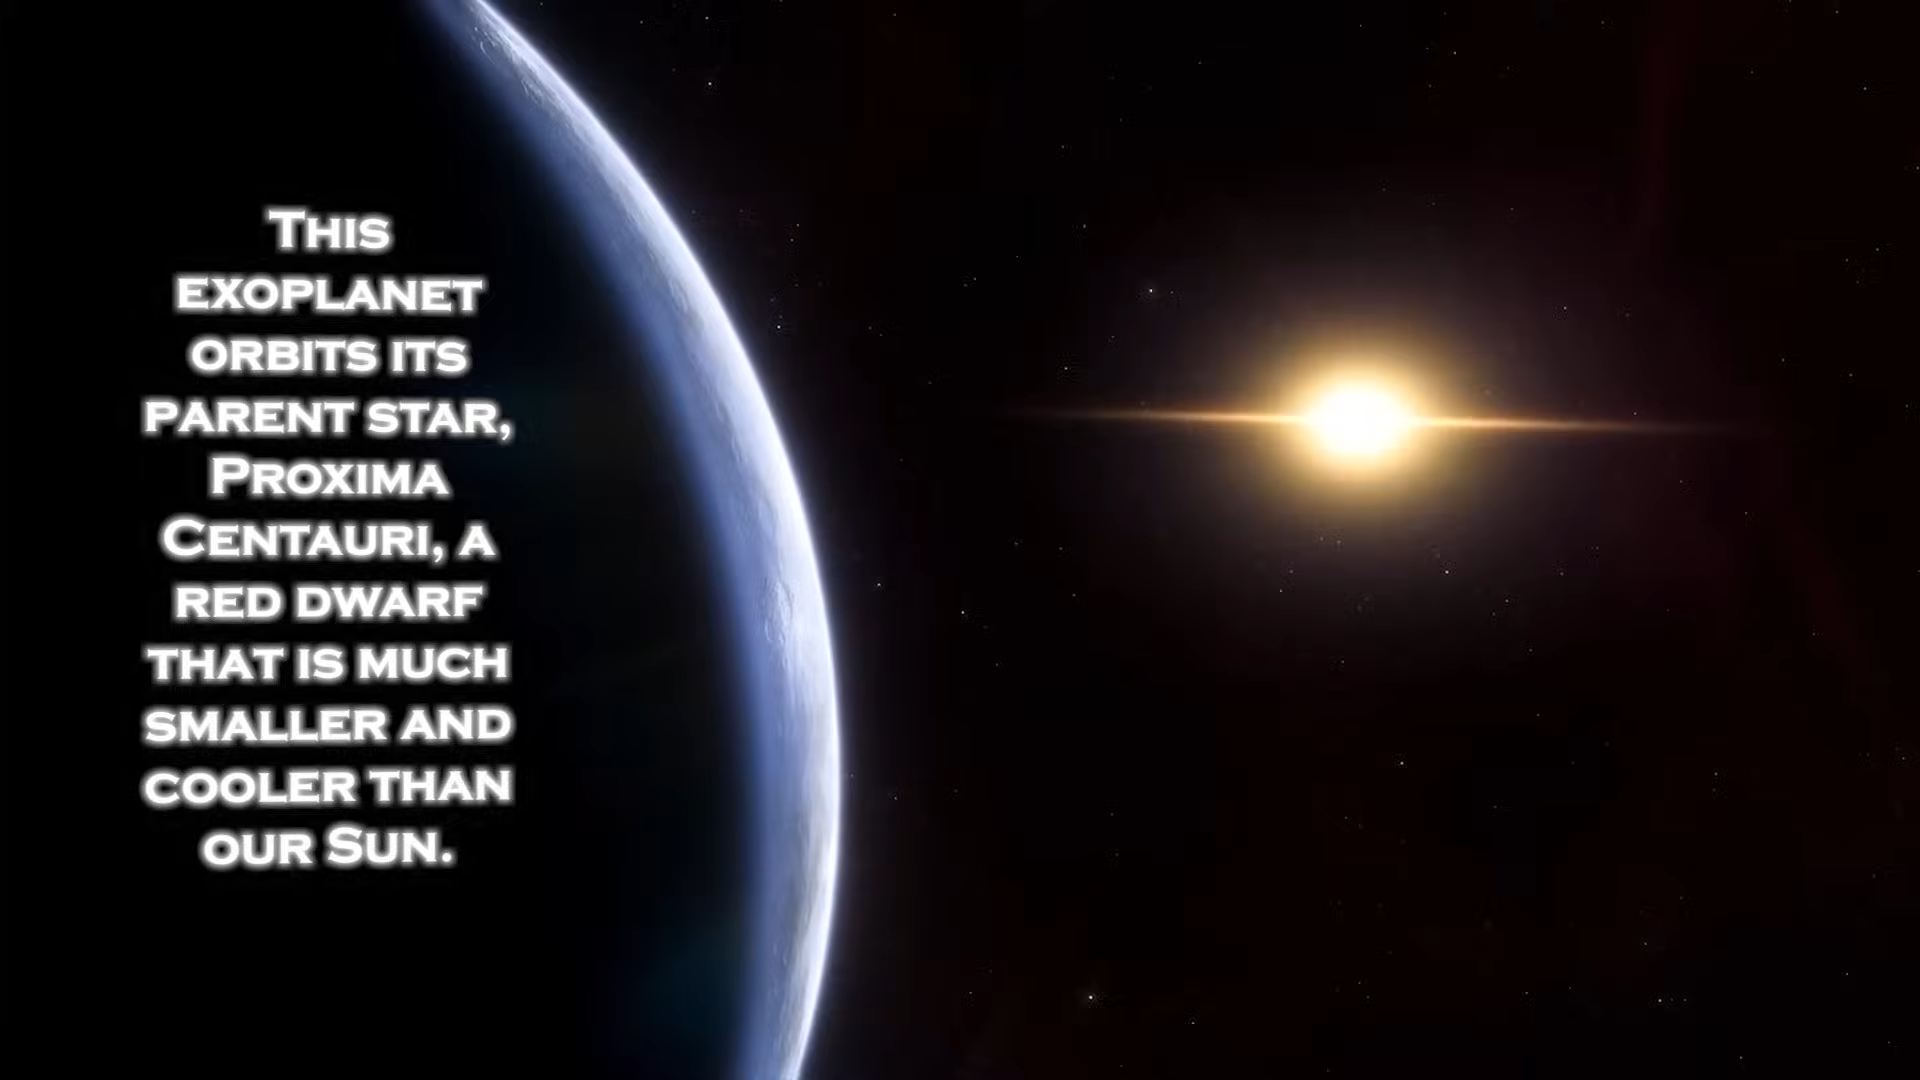 This
exoplanet
orbits its
parent star,
Proxima
Centauri, a
red dwarf
that is much
smaller and
cooler than
our Sun.